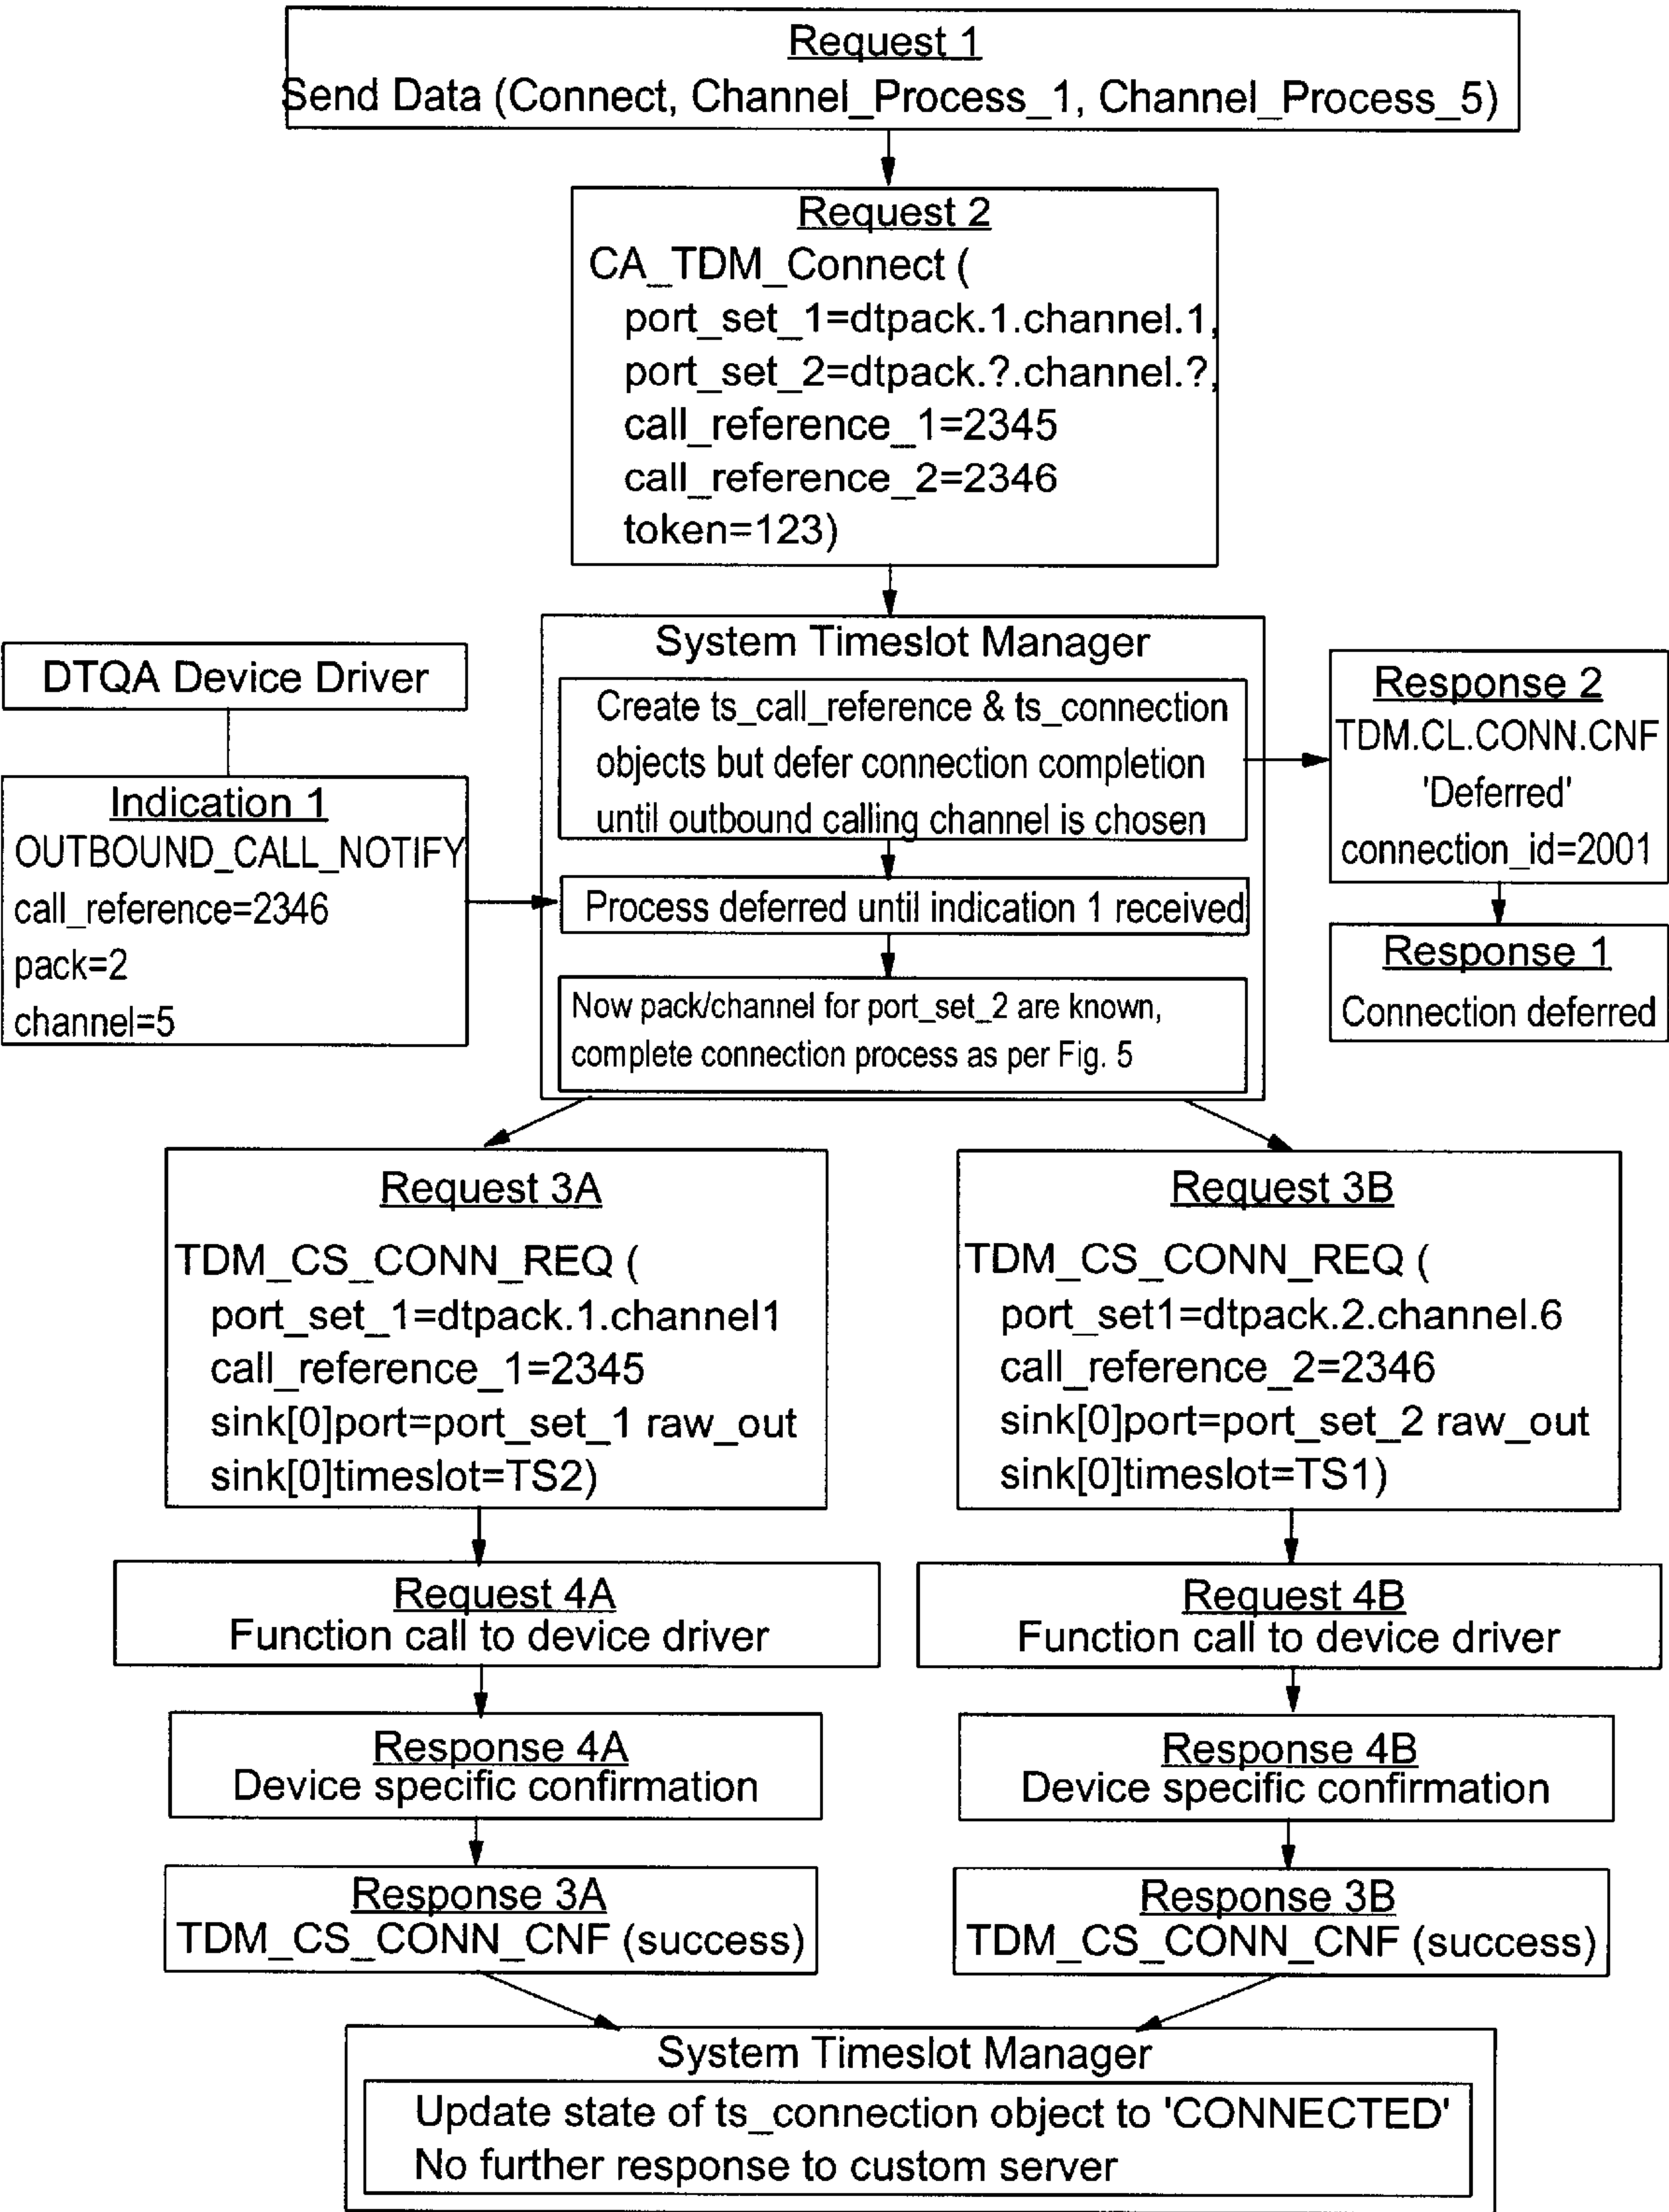 Request 1
Send Data (Connect, Channel_Process_1, Channel_Process_5)
Request 2
CA_TDM_Connect (
port_set_1=dtpack.1.channel.1,
port_set_2=dtpack.?.channel.?,
call_reference_1=2345
call_reference_2=2346
token=123)
System Timeslot Manager
Create ts_call_reference & ts_connection
objects but defer connection completion
until outbound calling channel is chosen
Process deferred until indication 1 received
Now pack/channel for port_set_2 are known,
complete connection process as per Fig. 5
DTQA Device Driver
Indication 1
OUTBOUND_CALL_NOTIFY
call_reference=2346
pack=2
channel=5
Response 2
TDM.CL.CONN.CNF
'Deferred'
connection_id=2001
Response 1
Connection deferred
Request 3A
TDM_CS_CONN_REQ (
port_set_1=dtpack.1.channel1
call_reference_1=2345
sink[0]port=port_set_1 raw_out
sink[0]timeslot=TS2)
Request 4A
Function call to device driver
Response 4A
Device specific confirmation
Response 3A
TDM_CS_CONN_CNF (success)
Request 3B
TDM_CS_CONN_REQ (
port_set1=dtpack.2.channel.6
call_reference_2=2346
sink[0]port=port_set_2 raw_out
sink[0]timeslot=TS1)
Request 4B
Function call to device driver
Response 4B
Device specific confirmation
Response 3B
TDM_CS_CONN_CNF (success)
System Timeslot Manager
Update state of ts_connection object to 'CONNECTED'
No further response to custom server